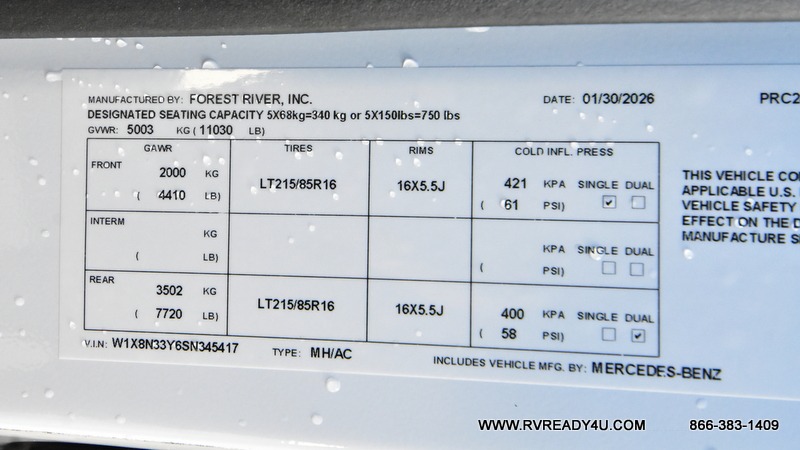 MANUFACTURED BY: FOREST RIVER, INC. DATE: 01/30/2026 PRC2
DESIGNATED SEATING CAPACITY 5X68kg=340 kg or 5X150lbs=750 lbs
GVWR: 5003 KG ( 11030 LB)
GAWR TIRES RIMS COLD INFL. PRESS
FRONT 2000 KG LT215/85R16 16X5.5J 421 KPA SINGLE DUAL
( 4410 LB) ( 61 PSI)
INTERM KG KPA SINGLE DUAL
( LB) ( PSI)
REAR 3502 KG LT215/85R16 16X5.5J 400 KPA SINGLE DUAL
( 7720 LB) ( 58 PSI)
V.I.N: W1X8N33Y6SN345417 TYPE: MH/AC INCLUDES VEHICLE MFG. BY: MERCEDES-BENZ
THIS VEHICLE CO
APPLICABLE U.S.
VEHICLE SAFETY
EFFECT ON THE D
MANUFACTURE S
WWW.RVREADY4U.COM 866-383-1409